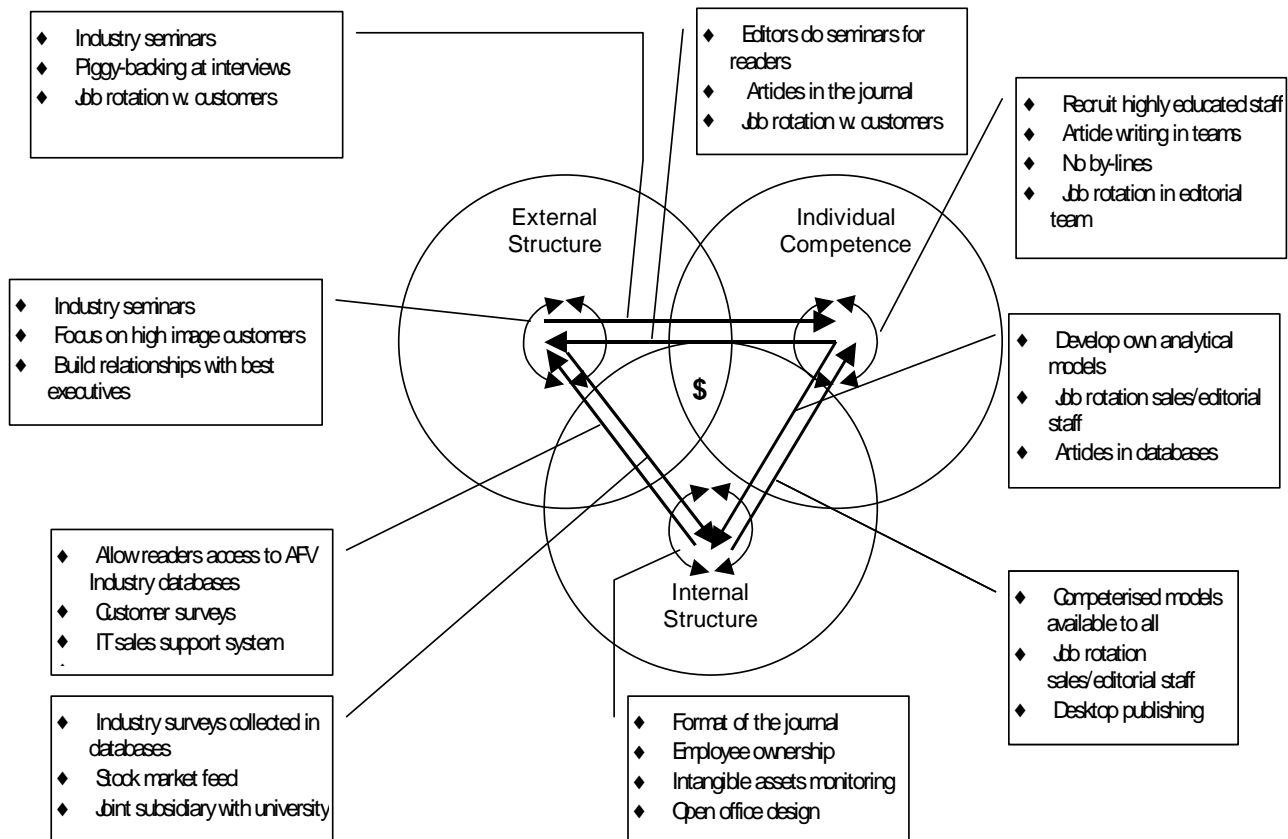 ♦ Industry seminars
♦ Piggy-backing at interviews
♦ Job rotation w. customers
♦ Editors do seminars for
readers
♦ Articles in the journal
♦ Job rotation w. customers
♦ Recruit highly educated staff
♦ Article writing in teams
♦ No by-lines
♦ Job rotation in editorial
team
External
Structure
Individual
Competence
♦ Industry seminars
♦ Focus on high image customers
♦ Build relationships with best
executives
♦ Develop own analytical
models
♦ Job rotation sales/editorial
staff
♦ Articles in databases
$
♦ Allow readers access to AFV
Industry databases
♦ Customer surveys
♦ IT sales support system
Internal
Structure
♦ Competerised models
available to all
♦ Job rotation
sales/editorial staff
♦ Desktop publishing
♦ Industry surveys collected in
databases
♦ Stock market feed
♦ Joint subsidiary with university
♦ Format of the journal
♦ Employee ownership
♦ Intangible assets monitoring
♦ Open office design